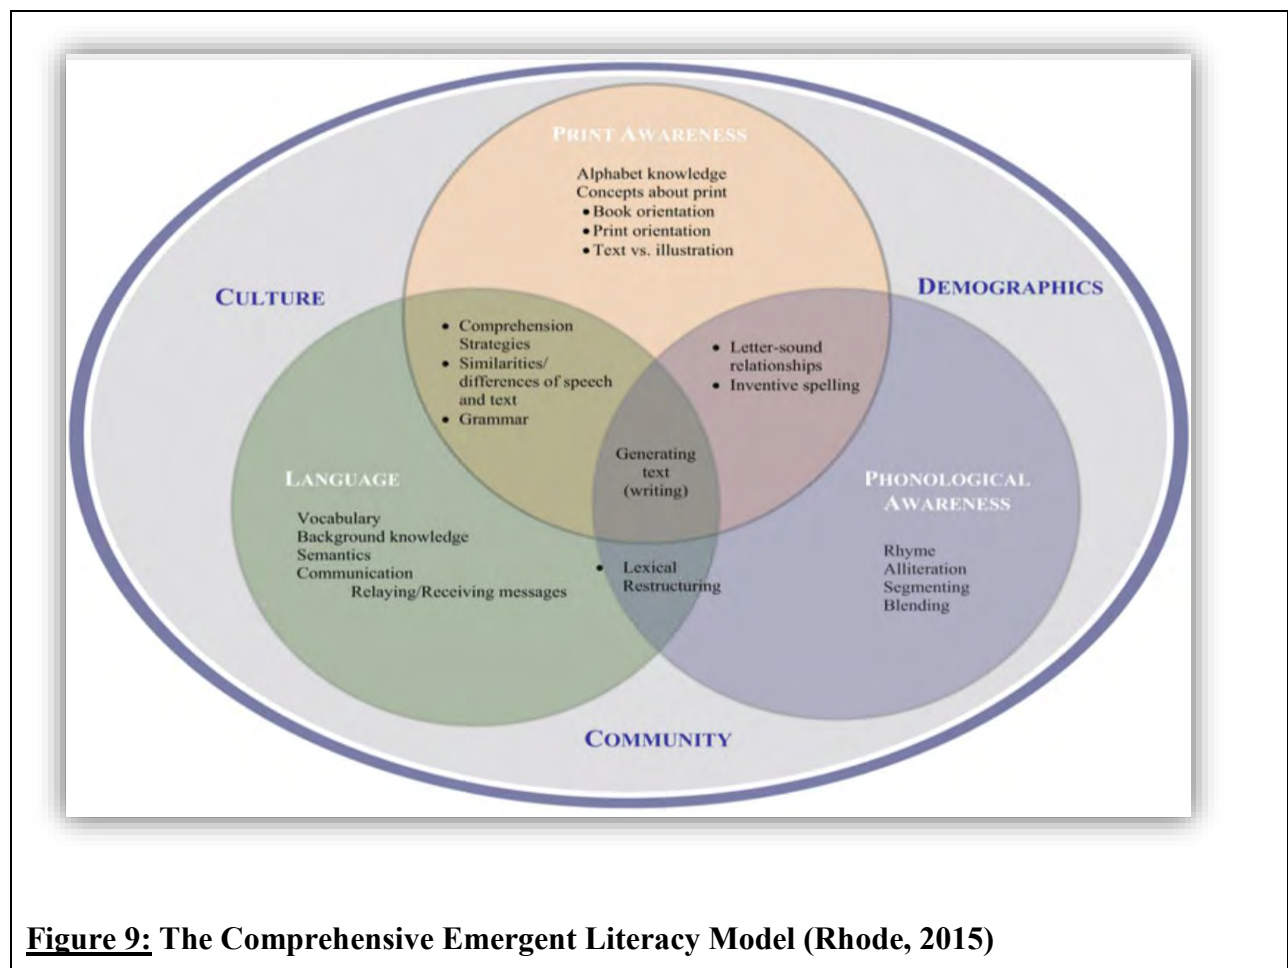 PRINT AWARENESS
Alphabet knowledge
Concepts about print
• Book orientation
• Print orientation
• Text vs. illustration
CULTURE
DEMOGRAPHICS
• Comprehension
Strategies
• Similarities/
differences of speech
and text
• Grammar
• Letter-sound
relationships
• Inventive spelling
Generating
text
(writing)
LANGUAGE
Vocabulary
Background knowledge
Semantics
Communication
Relaying/Receiving messages
PHONOLOGICAL
AWARENESS
Rhyme
Alliteration
Segmenting
Blending
• Lexical
Restructuring
COMMUNITY
Figure 9: The Comprehensive Emergent Literacy Model (Rhode, 2015)